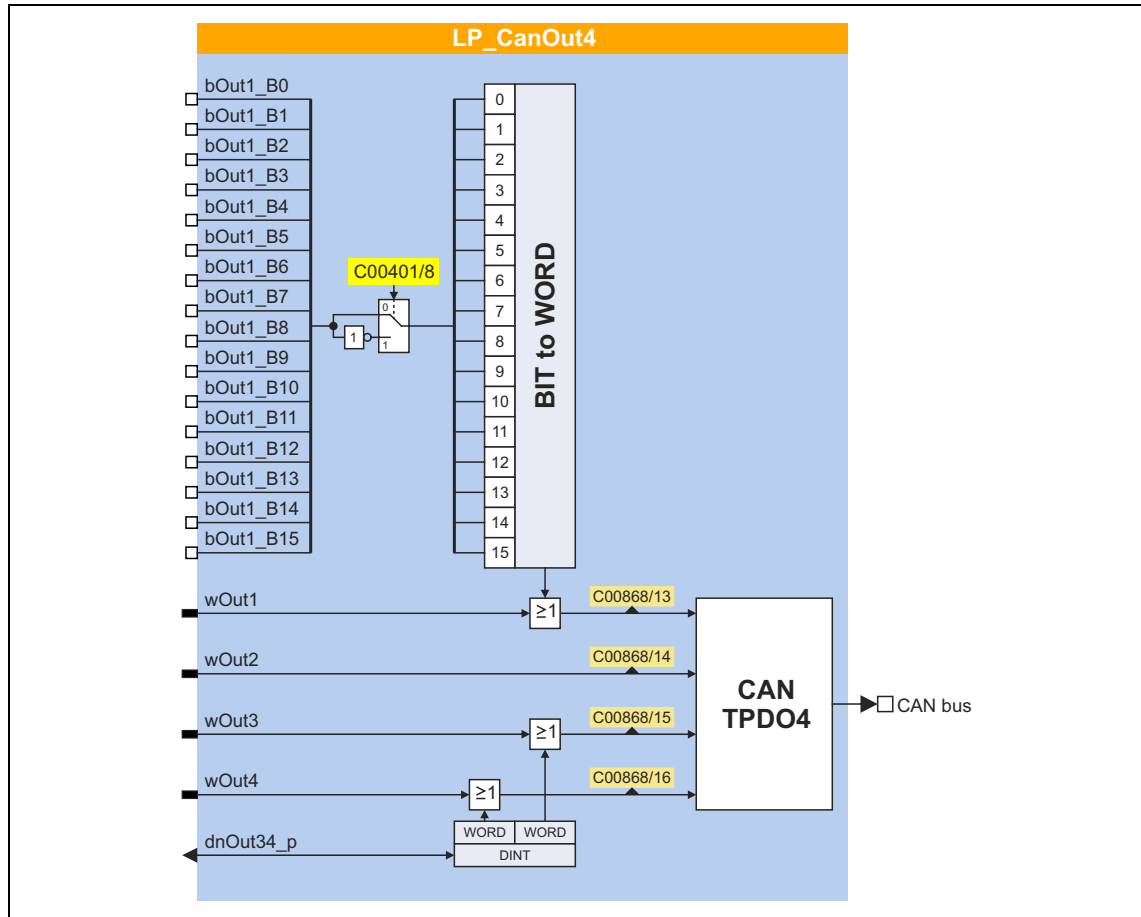 LP_CanOut4
bOut1_B0
bOut1_B1
bOut1_B2
bOut1_B3
bOut1_B4
bOut1_B5
bOut1_B6
bOut1_B7
bOut1_B8
bOut1_B9
bOut1_B10
bOut1_B11
bOut1_B12
bOut1_B13
bOut1_B14
bOut1_B15
C00401/8
0
1
1
0
1
2
3
4
5
6
7
8
9
10
11
12
13
14
15
BIT to WORD
wOut1
≥1
C00868/13
wOut2
C00868/14
wOut3
≥1
C00868/15
wOut4
≥1
C00868/16
dnOut34_p
WORD WORD
DINT
CAN
TPDO4
CAN bus